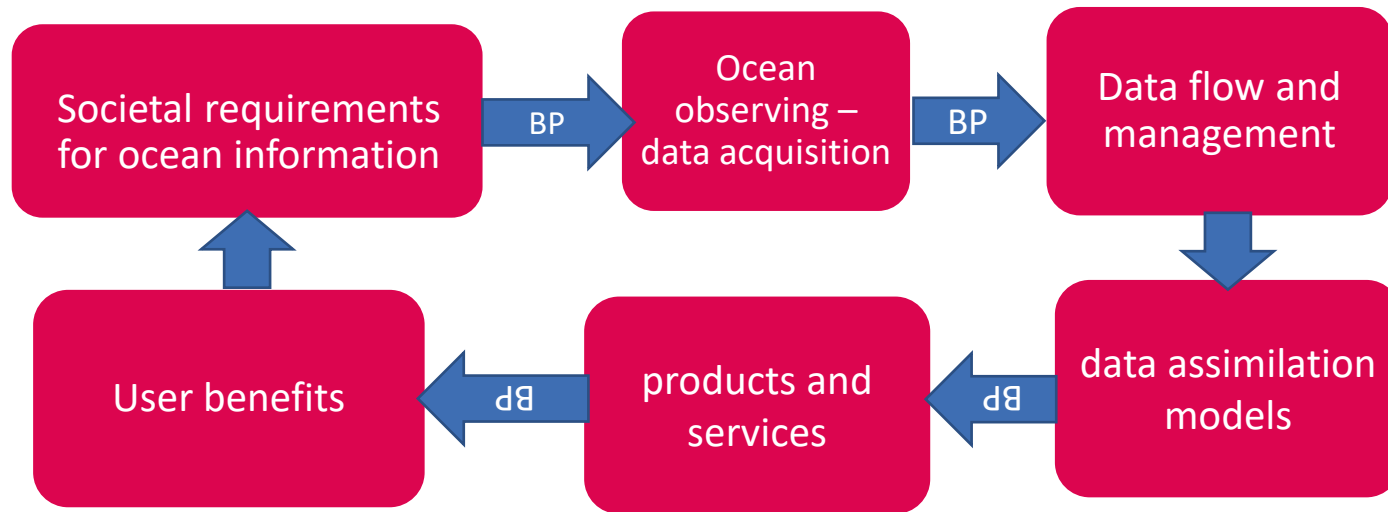 Societal requirements
for ocean information
BP
Ocean
observing –
data acquisition
BP
Data flow and
management
data assimilation
models
BP
products and
services
BP
User benefits